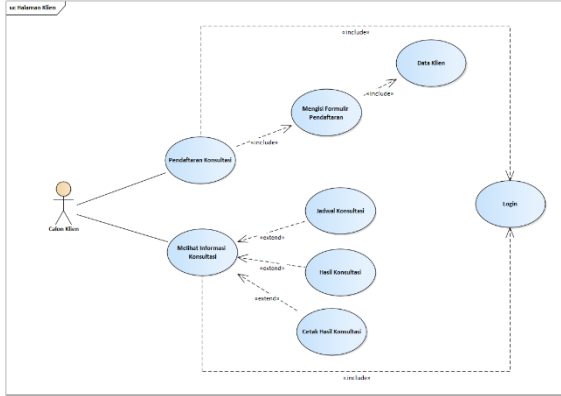 uc Halaman Klien
«include»
Data Klien
«include»
Mengisi Formulir
Pendaftaran
«include»
Pendaftaran Konsultasi
Calon Klien
Login
Jadwal Konsultasi
«extend»
Melihat Informasi
Konsultasi
«extend»
Hasil Konsultasi
«extend»
Cetak Hasil Konsultasi
«include»